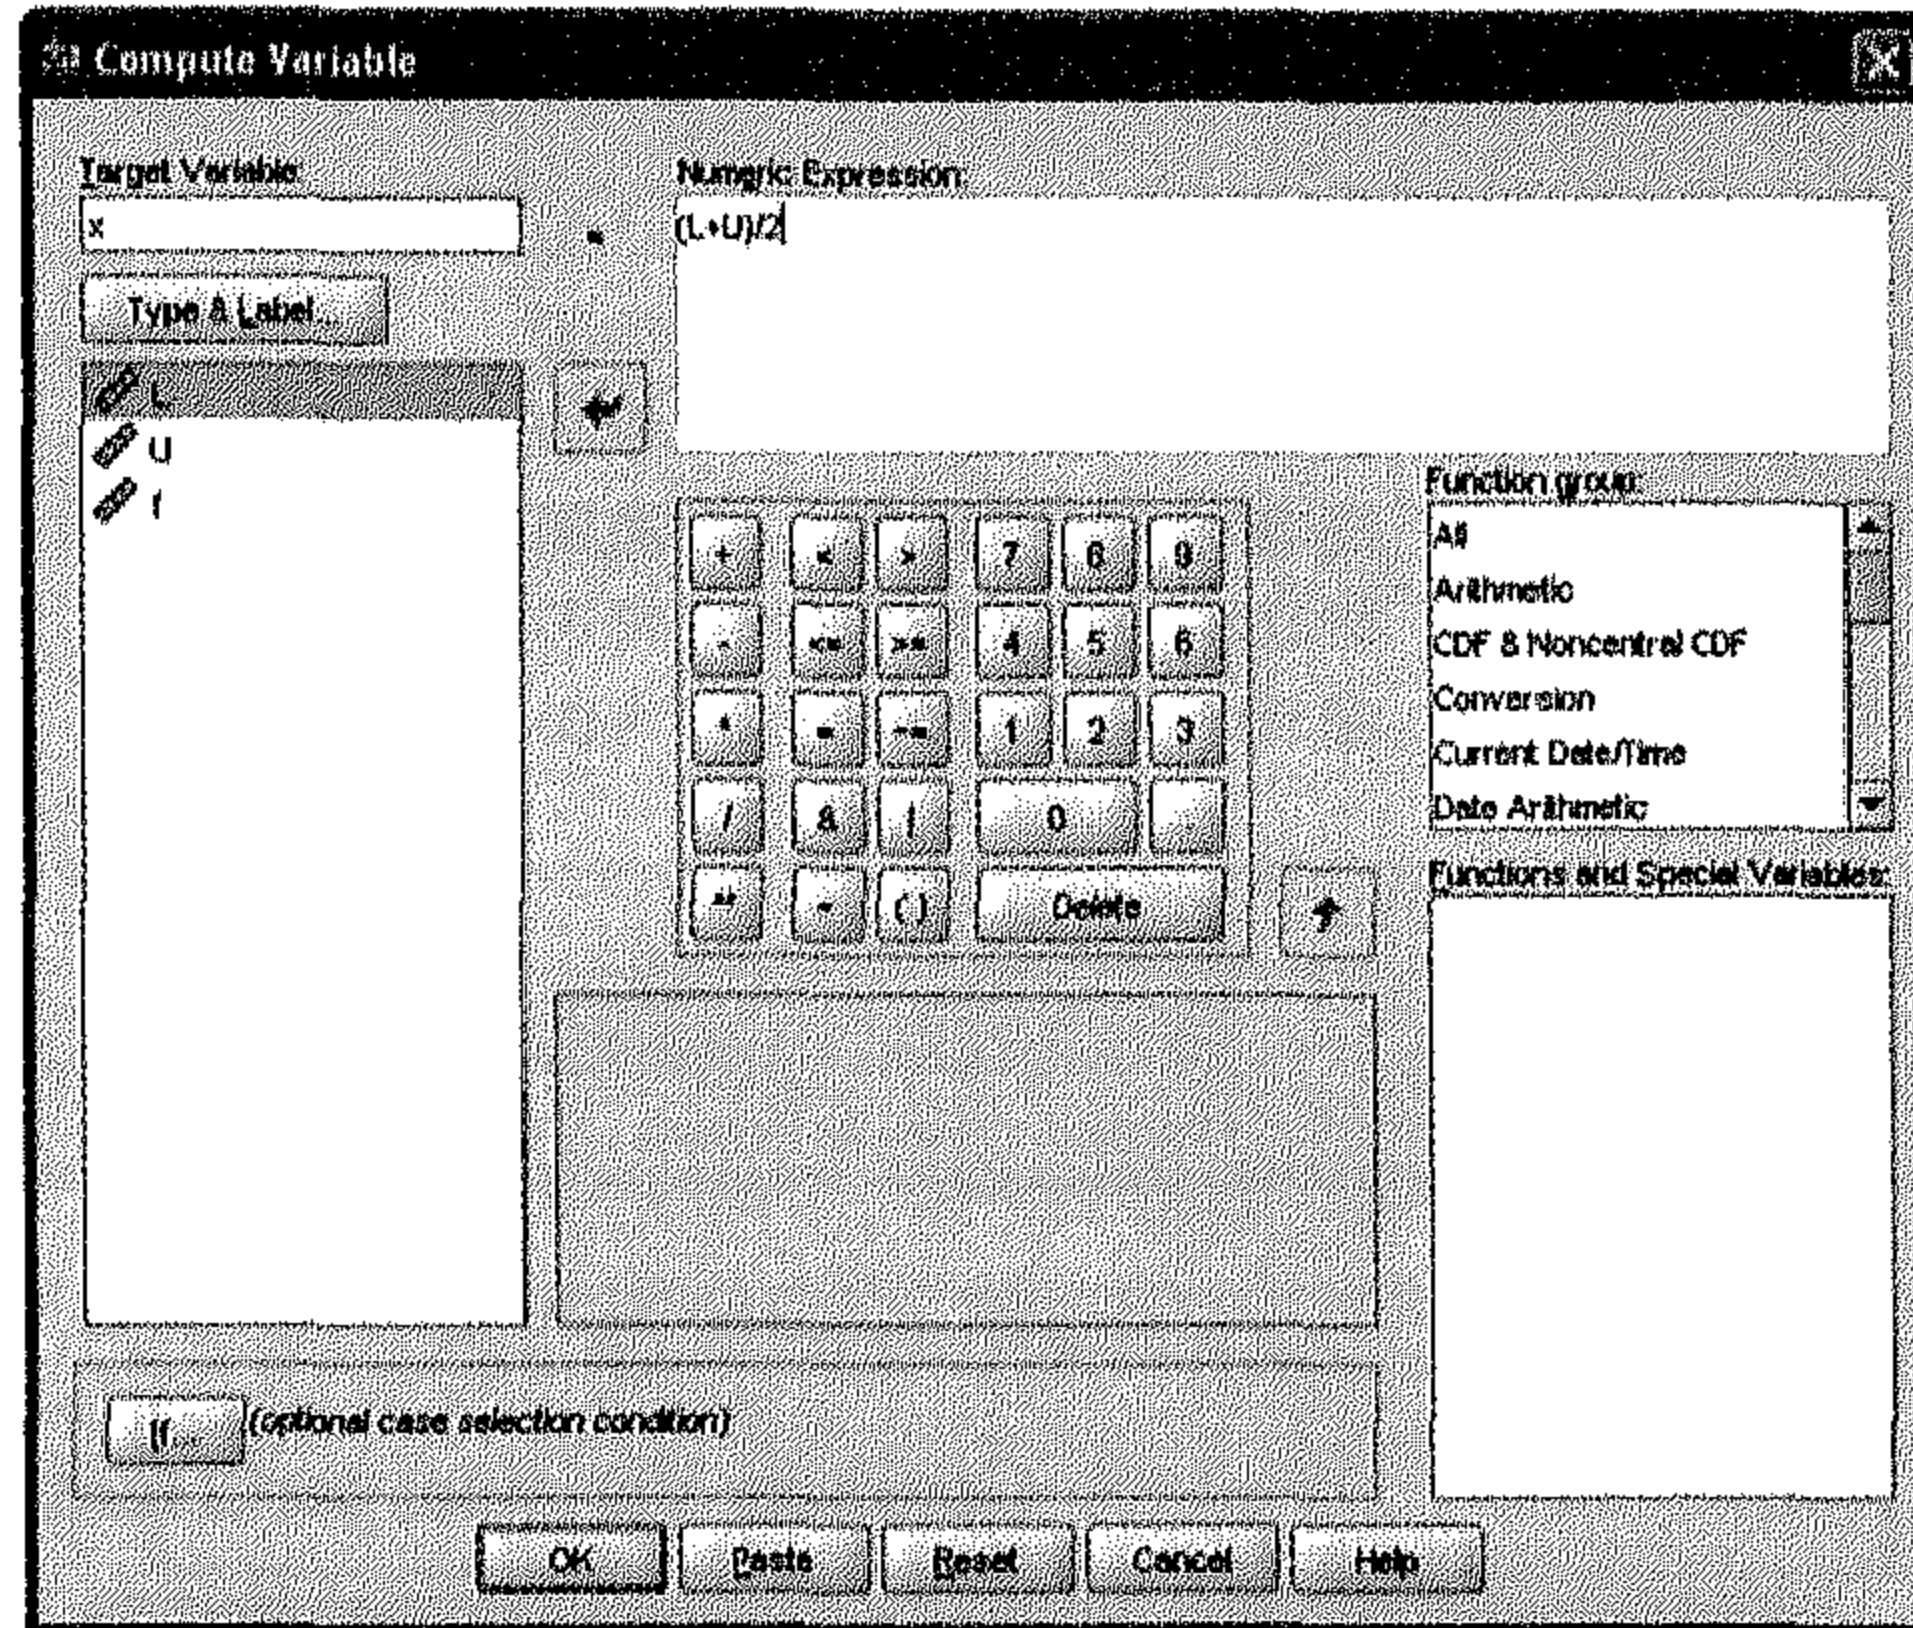 Compute Variable
Target Variable:
x
=
Numeric Expression:
(L+U)/2
Type & Label...
L
U
f
+ < > 7 8 9
- <= >= 4 5 6
* = ~= 1 2 3
/ & | 0 .
** ~ ( ) Delete
Function group:
All
Arithmetic
CDF & Noncentral CDF
Conversion
Current Date/Time
Date Arithmetic
Functions and Special Variables:
If... (optional case selection condition)
OK Paste Reset Cancel Help